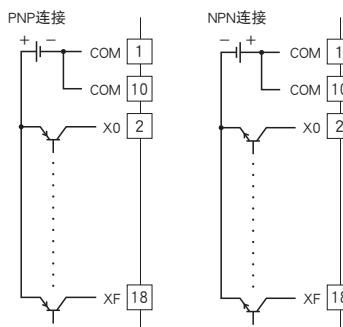 PNP连接
+ −
COM 1
COM 10
X0 2
XF 18
NPN连接
− +
COM 1
COM 10
X0 2
XF 18